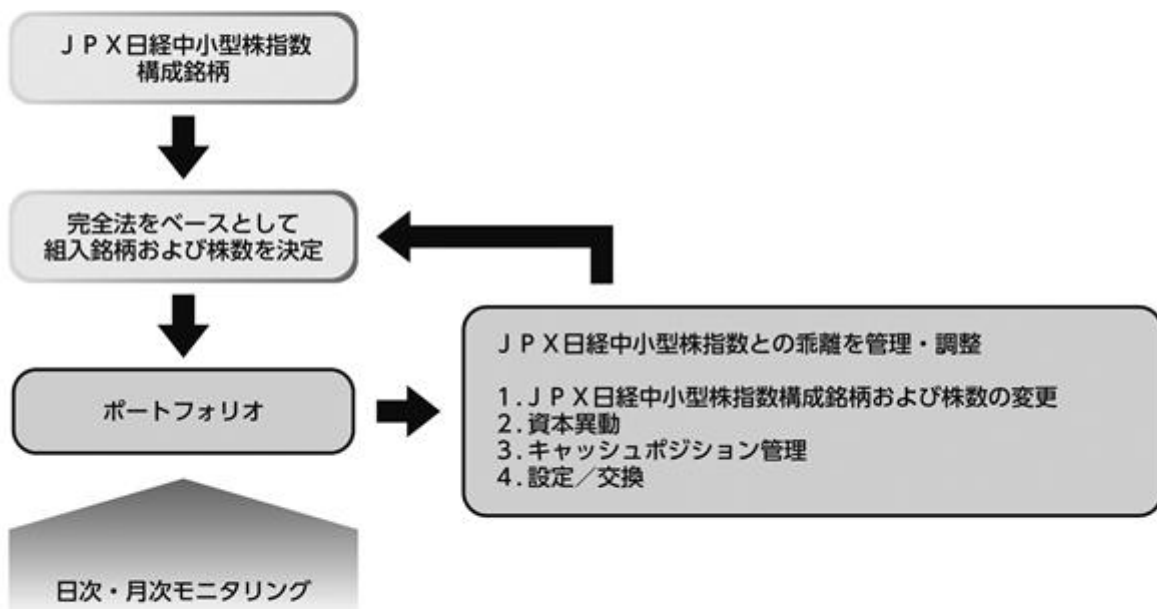 ＪＰＸ日経中小型株指数
構成銘柄
完全法をベースとして
組入銘柄および株数を決定
ポートフォリオ
ＪＰＸ日経中小型株指数との乖離を管理・調整
１.ＪＰＸ日経中小型株指数構成銘柄および株数の変更
２.資本異動
３.キャッシュポジション管理
４.設定／交換
日次・月次モニタリング